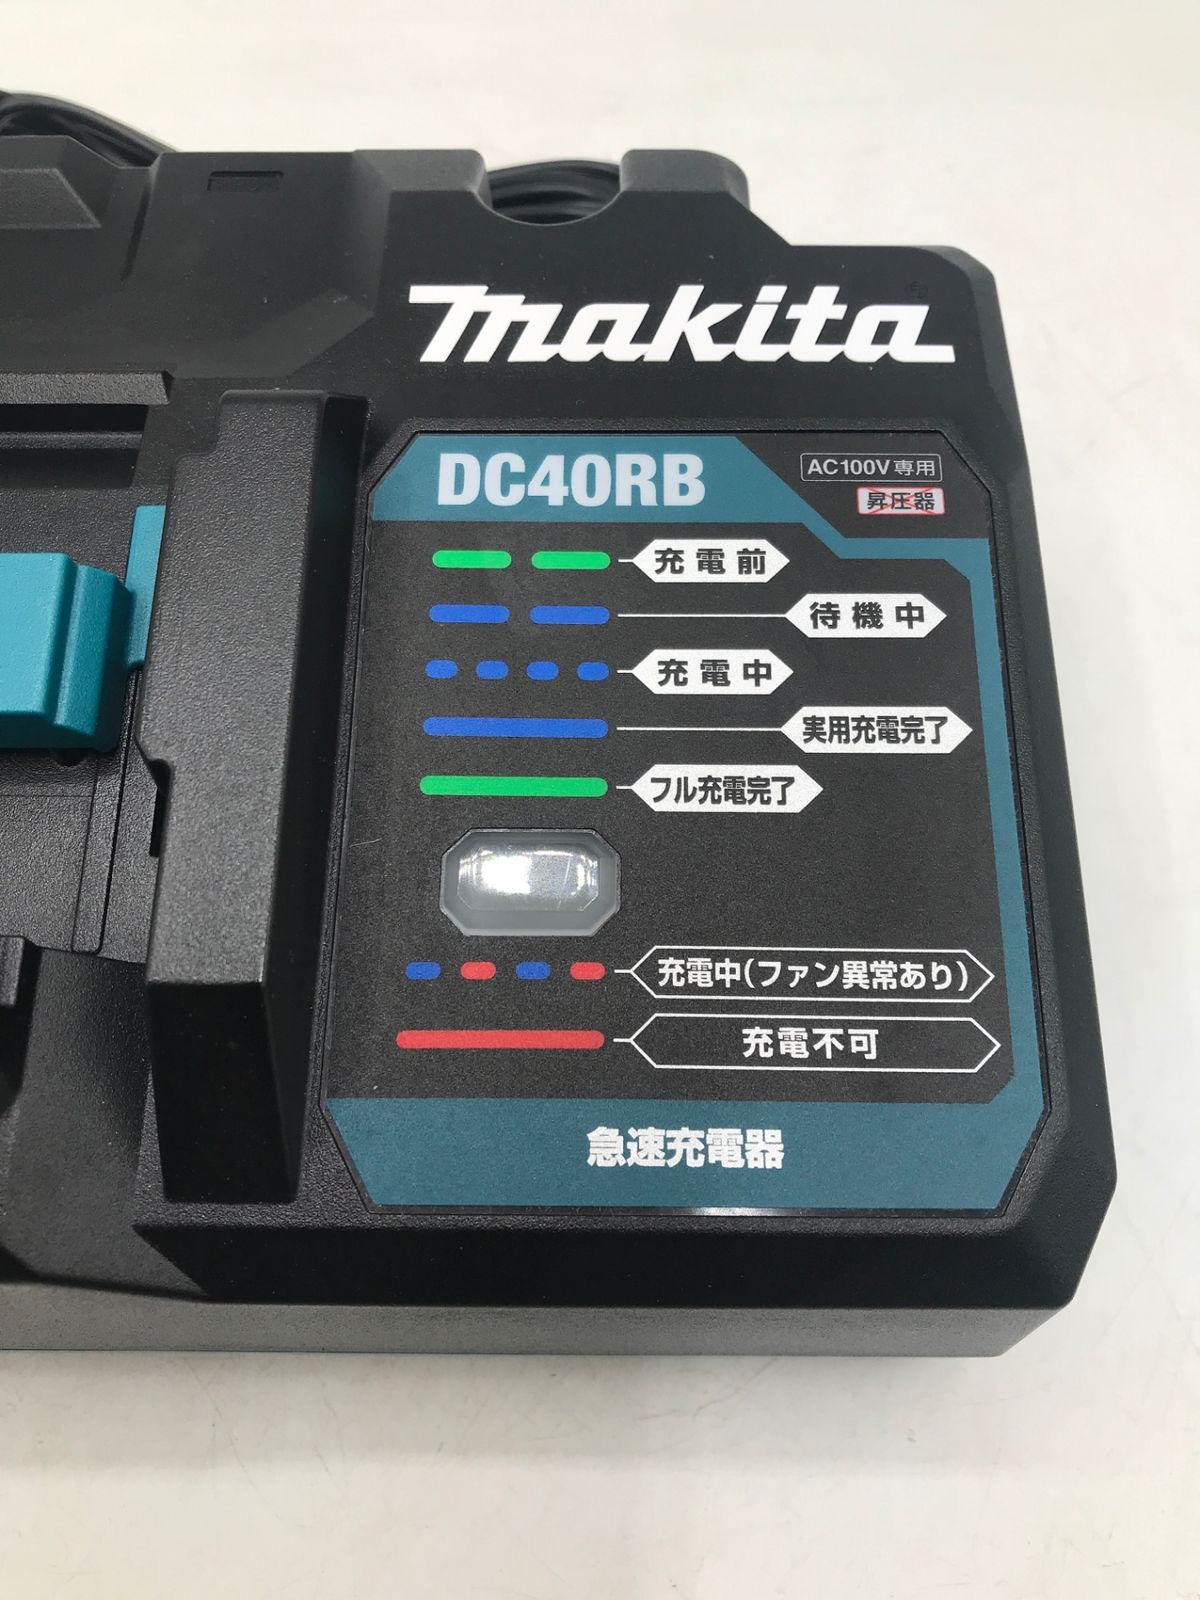 makita
DC40RB
AC100V専用
昇圧器
充電前
待機中
充電中
実用充電完了
フル充電完了
充電中(ファン異常あり)
充電不可
急速充電器